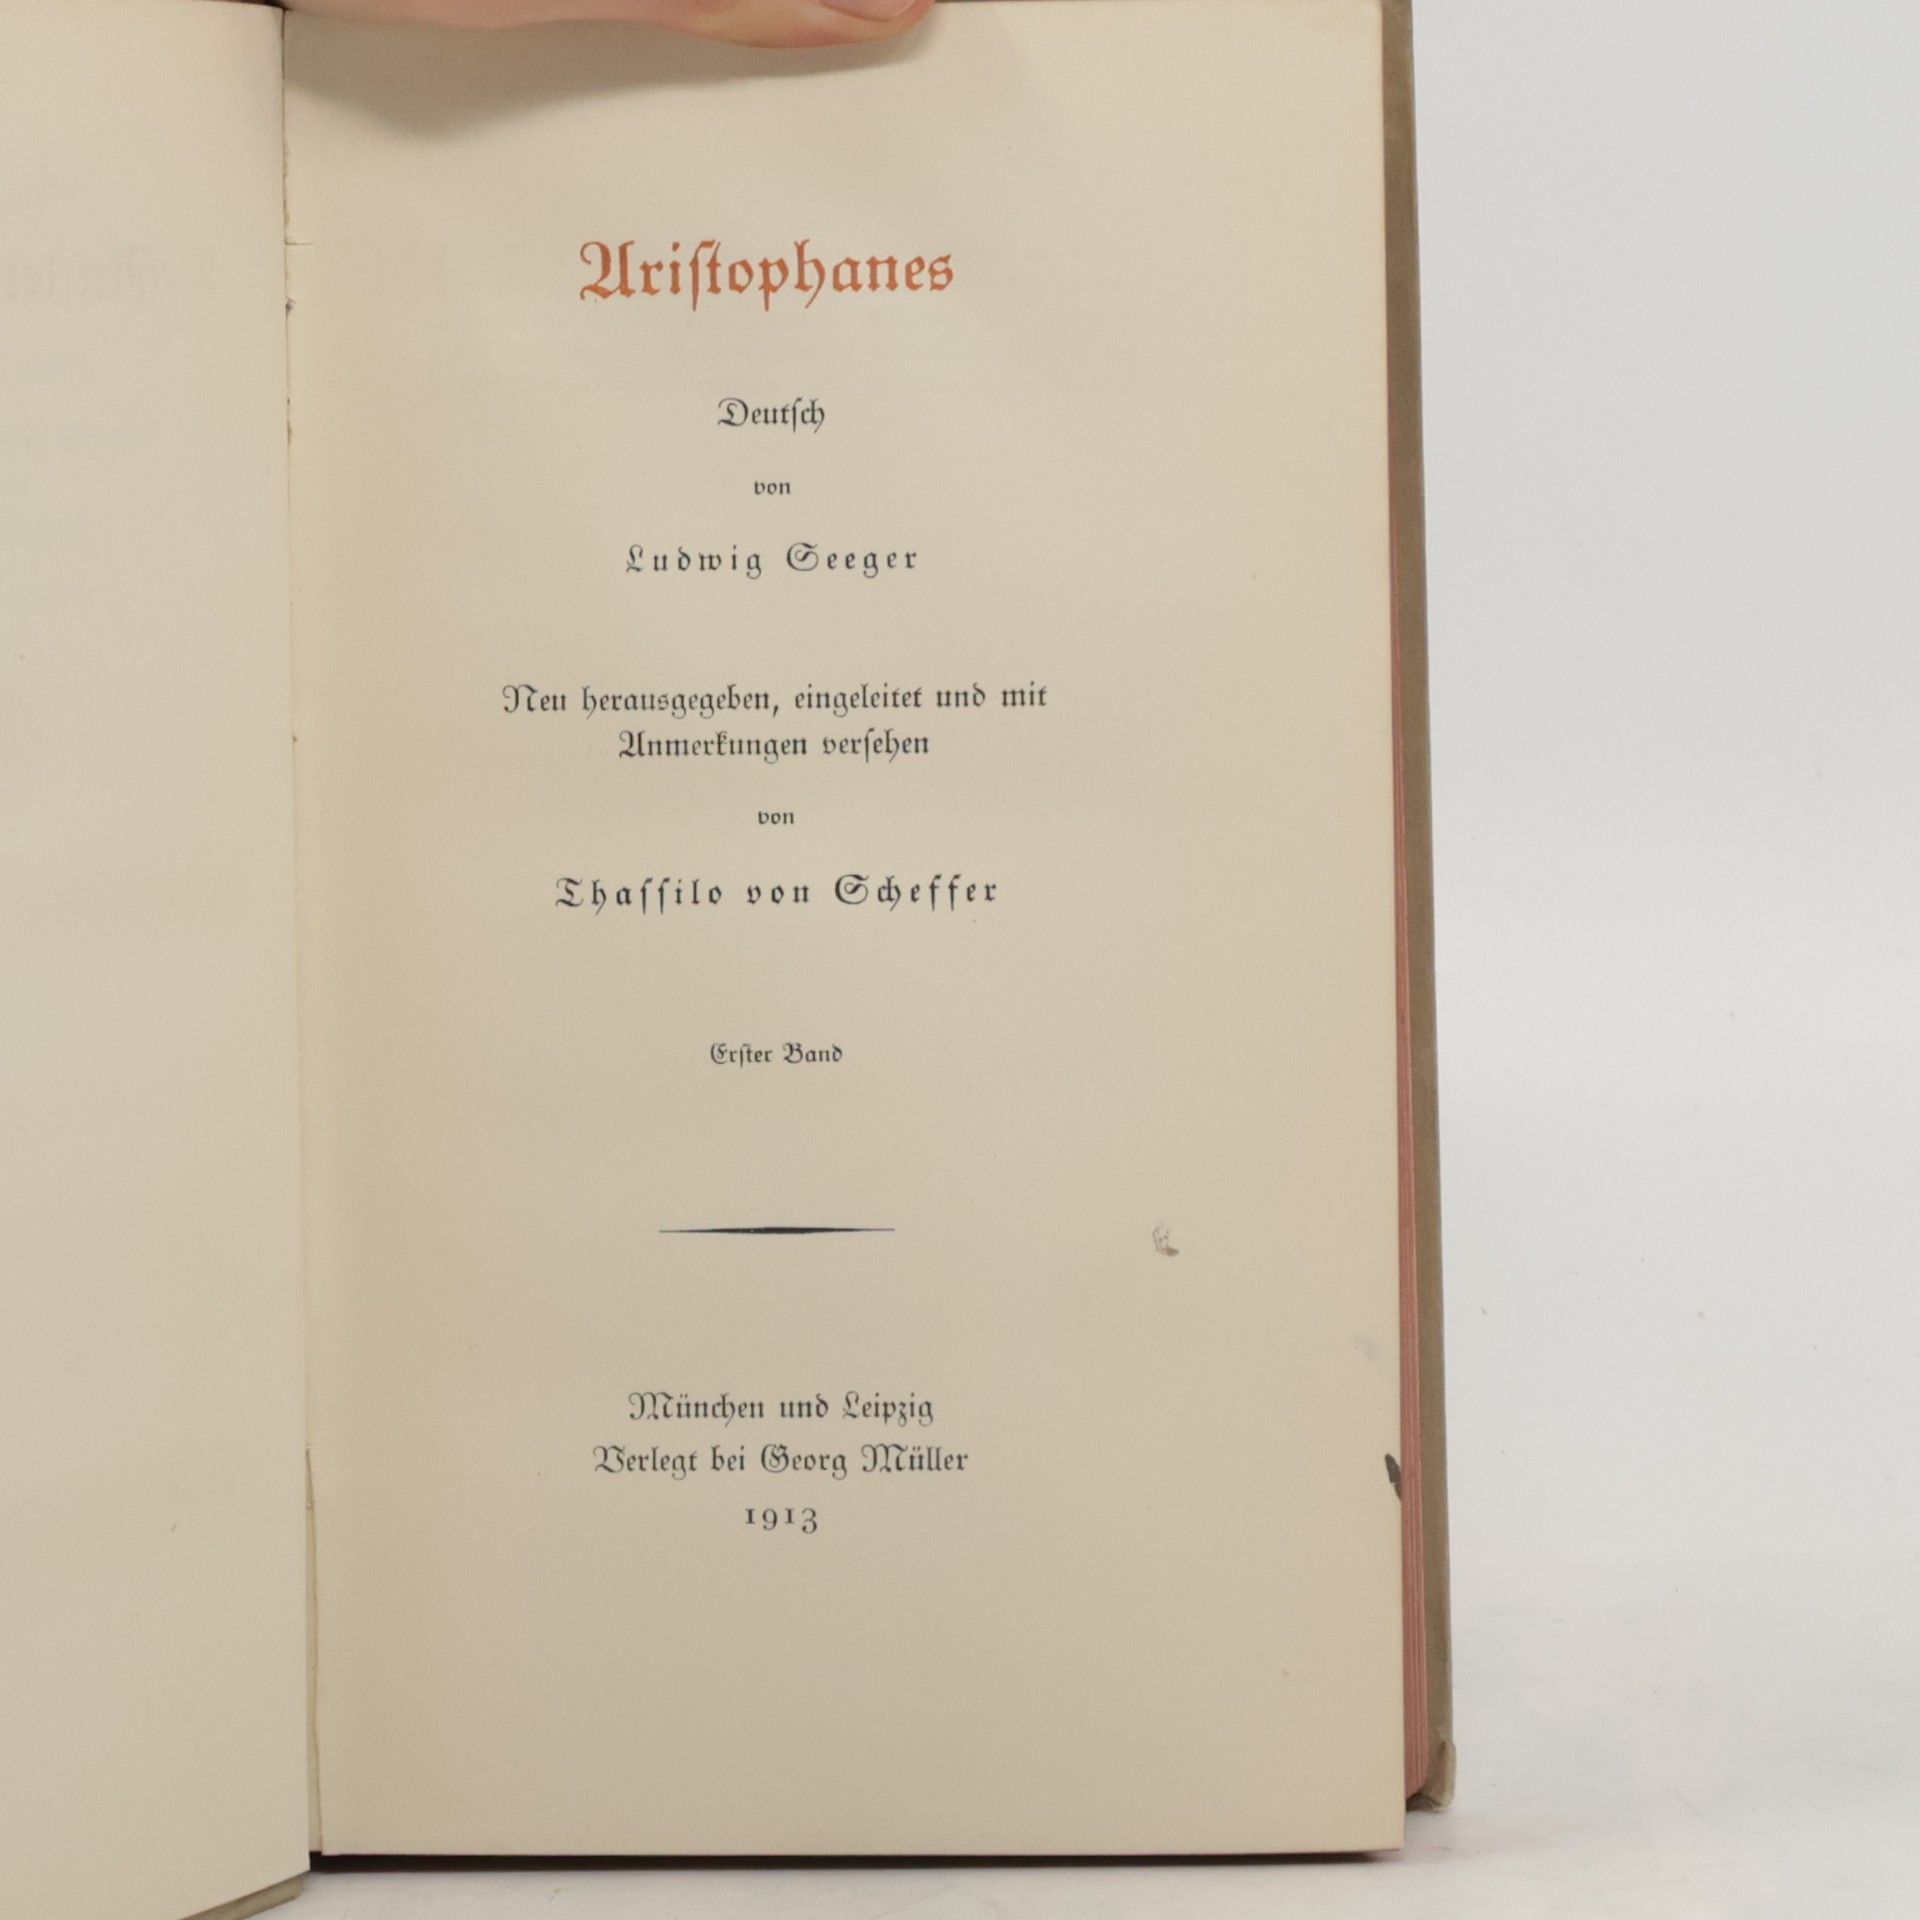 Aristophanes
Deutsch
von
Ludwig Seeger
Neu herausgegeben, eingeleitet und mit
Anmerkungen versehen
von
Thassilo von Scheffer
Erster Band
München und Leipzig
Verlegt bei Georg Müller
1913